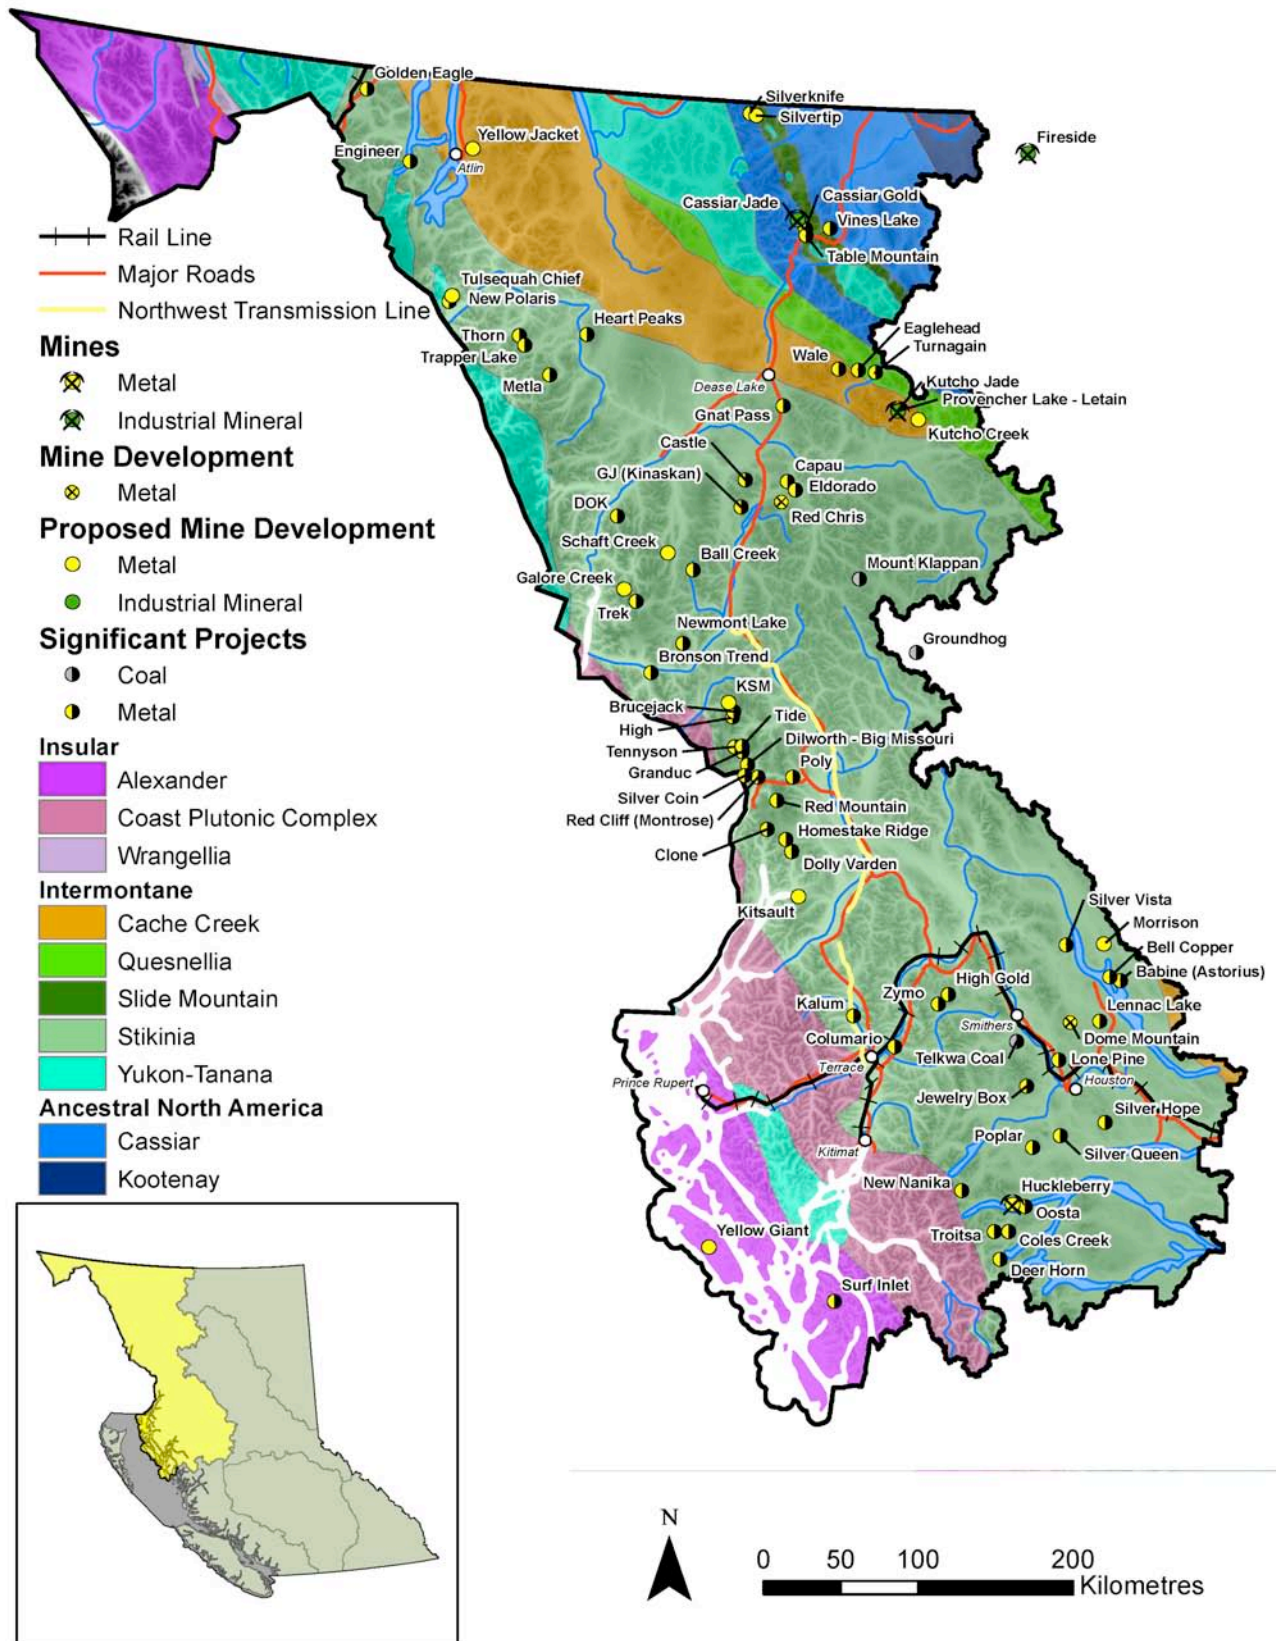 Golden Eagle
Silverknife
Silvertip
Fireside
Yellow Jacket
Engineer
Atlin
Cassiar Gold
Cassiar Jade
Vines Lake
Table Mountain
Rail Line
Major Roads
Northwest Transmission Line
Tulsequah Chief
New Polaris
Heart Peaks
Thorn
Trapper Lake
Metla
Eaglehead
Turnagain
Wale
Dease Lake
Kutcho Jade
Provencher Lake - Letain
Gnat Pass
Kutcho Creek
Castle
GJ (Kinaskan)
Capau
Eldorado
DOK
Red Chris
Schaft Creek
Ball Creek
Mount Klappan
Galore Creek
Trek
Newmont Lake
Groundhog
Bronson Trend
KSM
Brucejack
High
Tide
Tennyson
Dilworth - Big Missouri
Granduc
Poly
Silver Coin
Red Mountain
Red Cliff (Montrose)
Homestake Ridge
Clone
Dolly Varden
Kitsault
Silver Vista
Morrison
Bell Copper
Babine (Astorius)
High Gold
Zymo
Kalum
Lennac Lake
Smithers
Columario
Dome Mountain
Telkwa Coal
Lone Pine
Terrace
Prince Rupert
Houston
Jewelry Box
Silver Hope
Poplar
Silver Queen
Kitimat
New Nanika
Huckleberry
Oosta
Yellow Giant
Troitsa
Coles Creek
Deer Horn
Surf Inlet
Mines
Metal
Industrial Mineral
Mine Development
Metal
Proposed Mine Development
Metal
Industrial Mineral
Significant Projects
Coal
Metal
Insular
Alexander
Coast Plutonic Complex
Wrangellia
Intermontane
Cache Creek
Quesnellia
Slide Mountain
Stikinia
Yukon-Tanana
Ancestral North America
Cassiar
Kootenay
N
0 50 100 200
Kilometres